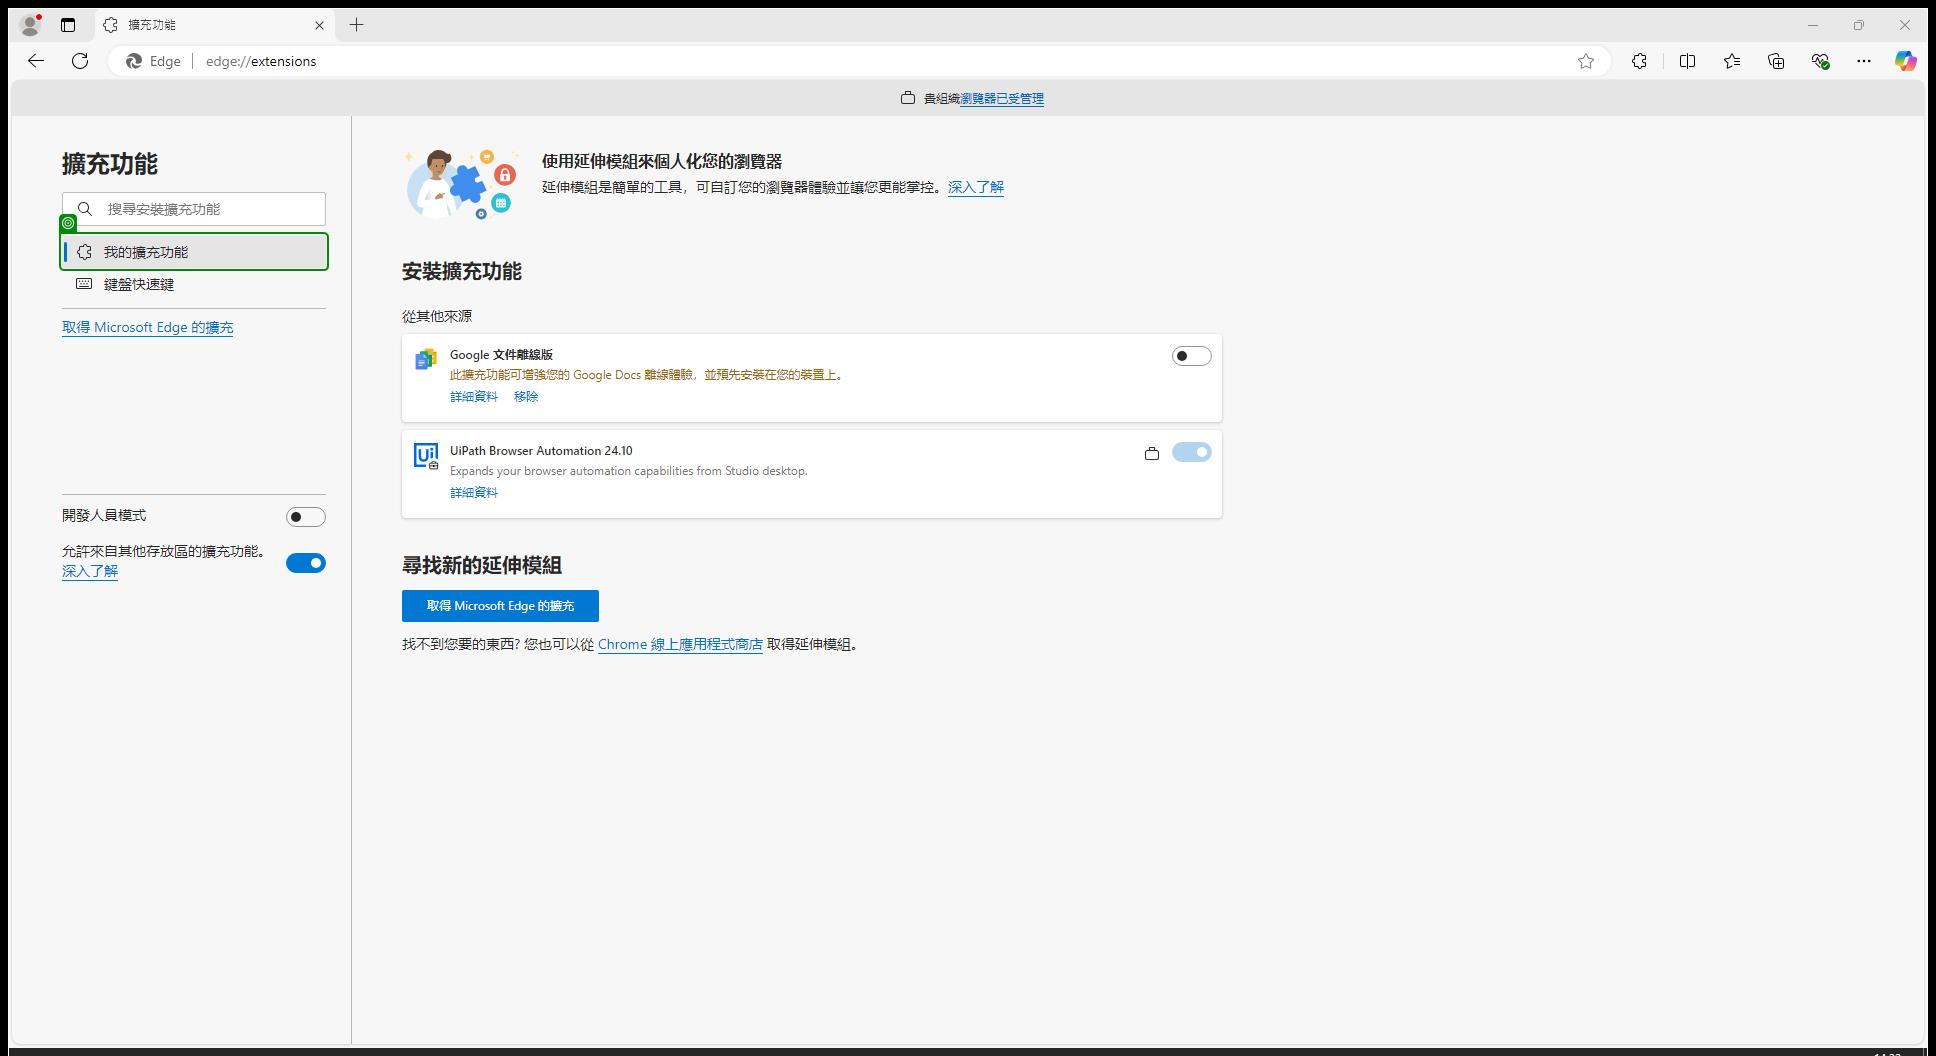 擴充功能
Edge
edge://extensions
貴組織瀏覽器已受管理
擴充功能
搜尋安裝擴充功能
我的擴充功能
鍵盤快速鍵
取得 Microsoft Edge 的擴充
開發人員模式
允許來自其他存放區的擴充功能。
深入了解
使用延伸模組來個人化您的瀏覽器
延伸模組是簡單的工具，可自訂您的瀏覽器體驗並讓您更能掌控。深入了解
安裝擴充功能
從其他來源
Google 文件離線版
此擴充功能可增強您的 Google Docs 離線體驗，並預先安裝在您的裝置上。
詳細資料 移除
UiPath Browser Automation 24.10
Expands your browser automation capabilities from Studio desktop.
詳細資料
尋找新的延伸模組
取得 Microsoft Edge 的擴充
找不到您要的東西? 您也可以從 Chrome 線上應用程式商店 取得延伸模組。